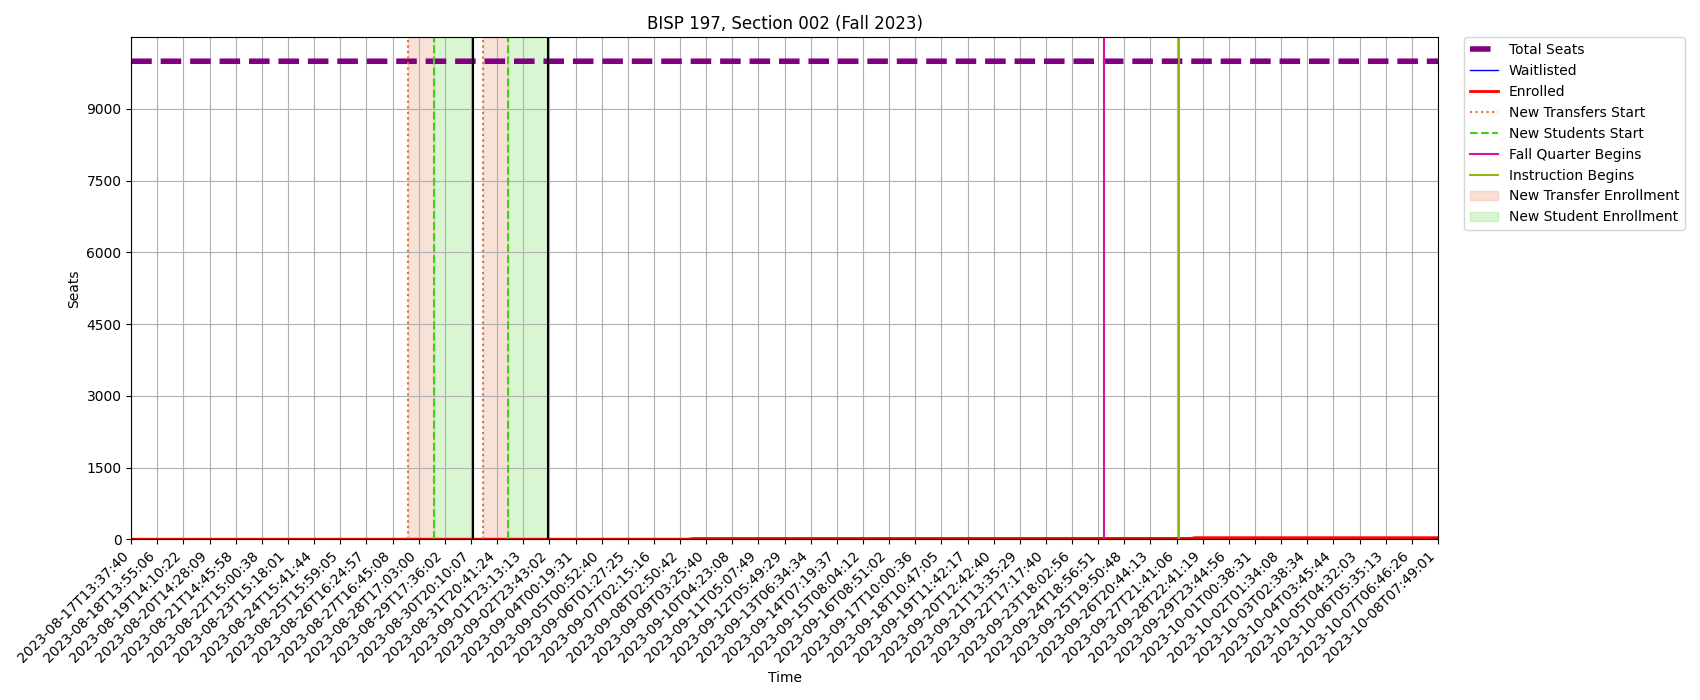 BISP 197, Section 002 (Fall 2023)
Total Seats
Waitlisted
Enrolled
New Transfers Start
New Students Start
Fall Quarter Begins
Instruction Begins
New Transfer Enrollment
New Student Enrollment
Seats
9000
7500
6000
4500
3000
1500
0
2023-08-17T13:37:40
2023-08-18T13:55:06
2023-08-19T14:10:22
2023-08-20T14:28:09
2023-08-21T14:45:58
2023-08-22T15:00:38
2023-08-23T15:18:01
2023-08-24T15:41:44
2023-08-25T15:59:05
2023-08-26T16:24:57
2023-08-27T16:45:08
2023-08-28T17:03:00
2023-08-29T17:36:02
2023-08-30T20:10:07
2023-08-31T20:41:24
2023-09-01T23:13:13
2023-09-02T23:43:02
2023-09-04T00:19:31
2023-09-05T00:52:40
2023-09-06T01:27:25
2023-09-07T02:15:16
2023-09-08T02:50:42
2023-09-09T03:25:40
2023-09-10T04:23:08
2023-09-11T05:07:49
2023-09-12T05:49:29
2023-09-13T06:34:34
2023-09-14T07:19:37
2023-09-15T08:04:12
2023-09-16T08:51:02
2023-09-17T10:00:36
2023-09-18T10:47:05
2023-09-19T11:42:17
2023-09-20T12:42:40
2023-09-21T13:35:29
2023-09-22T17:17:40
2023-09-23T18:02:56
2023-09-24T18:56:51
2023-09-25T19:50:48
2023-09-26T20:44:13
2023-09-27T21:41:06
2023-09-28T22:41:19
2023-09-29T23:44:56
2023-10-01T00:38:31
2023-10-02T01:34:08
2023-10-03T02:38:34
2023-10-04T03:45:44
2023-10-05T04:32:03
2023-10-06T05:35:13
2023-10-07T06:46:26
2023-10-08T07:49:01
Time